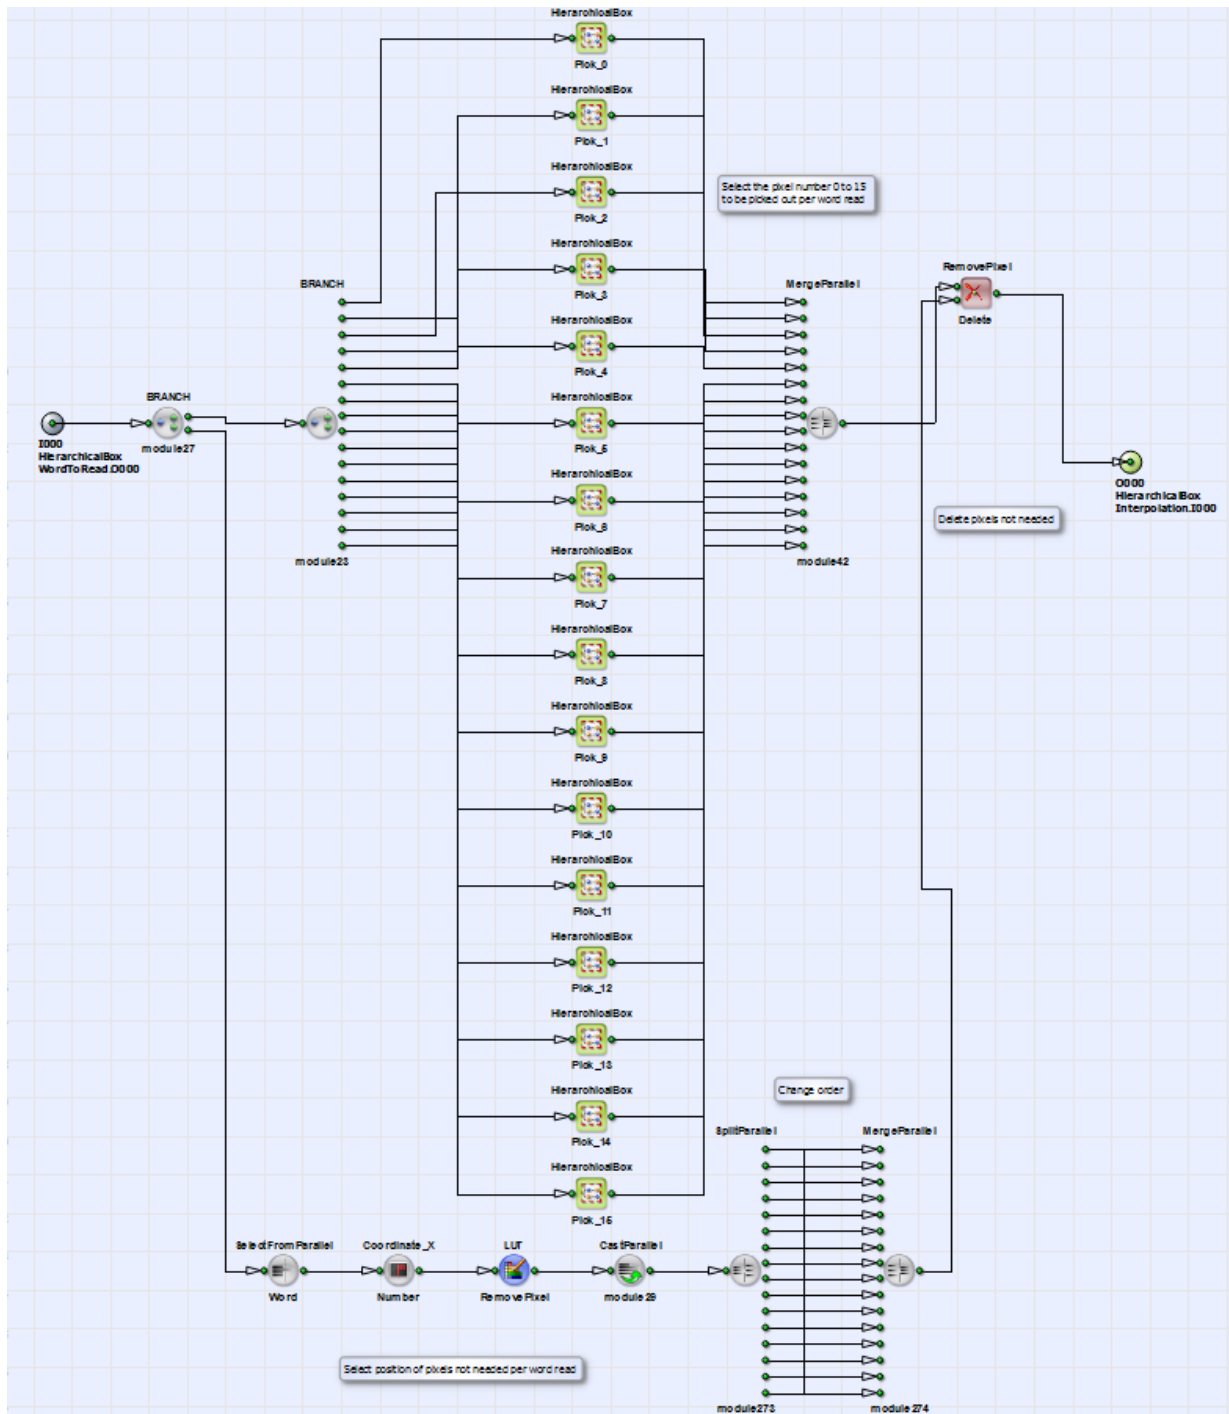 HierarchicalBox
Pick_0
HierarchicalBox
Pick_1
HierarchicalBox
Pick_2
Select the pixel number 0 to 15
to be picked out per word read
HierarchicalBox
Pick_3
BRANCH
MergeParallel
RemovePixel
Delete
HierarchicalBox
Pick_4
BRANCH
module27
HierarchicalBox
Pick_5
I000
HierarchicalBox
WordToRead.O000
HierarchicalBox
Pick_6
O000
HierarchicalBox
Interpolation.I000
Delete pixels not needed
module23
module42
HierarchicalBox
Pick_7
HierarchicalBox
Pick_8
HierarchicalBox
Pick_9
HierarchicalBox
Pick_10
HierarchicalBox
Pick_11
HierarchicalBox
Pick_12
HierarchicalBox
Pick_13
HierarchicalBox
Pick_14
Change order
SplitParallel
MergeParallel
HierarchicalBox
Pick_15
SelectFromParallel
Coordinate_X
LUT
CastParallel
Word
Number
RemovePixel
module29
Select position of pixels not needed per word read
module273
module274